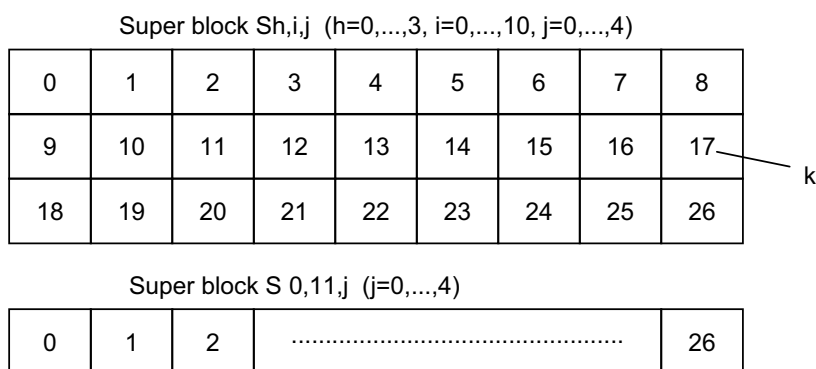 Super block Sh,i,j (h=0,...,3, i=0,...,10, j=0,...,4)
0 1 2 3 4 5 6 7 8
9 10 11 12 13 14 15 16 17
k
18 19 20 21 22 23 24 25 26
Super block S 0,11,j (j=0,...,4)
0 1 2 ................................................. 26